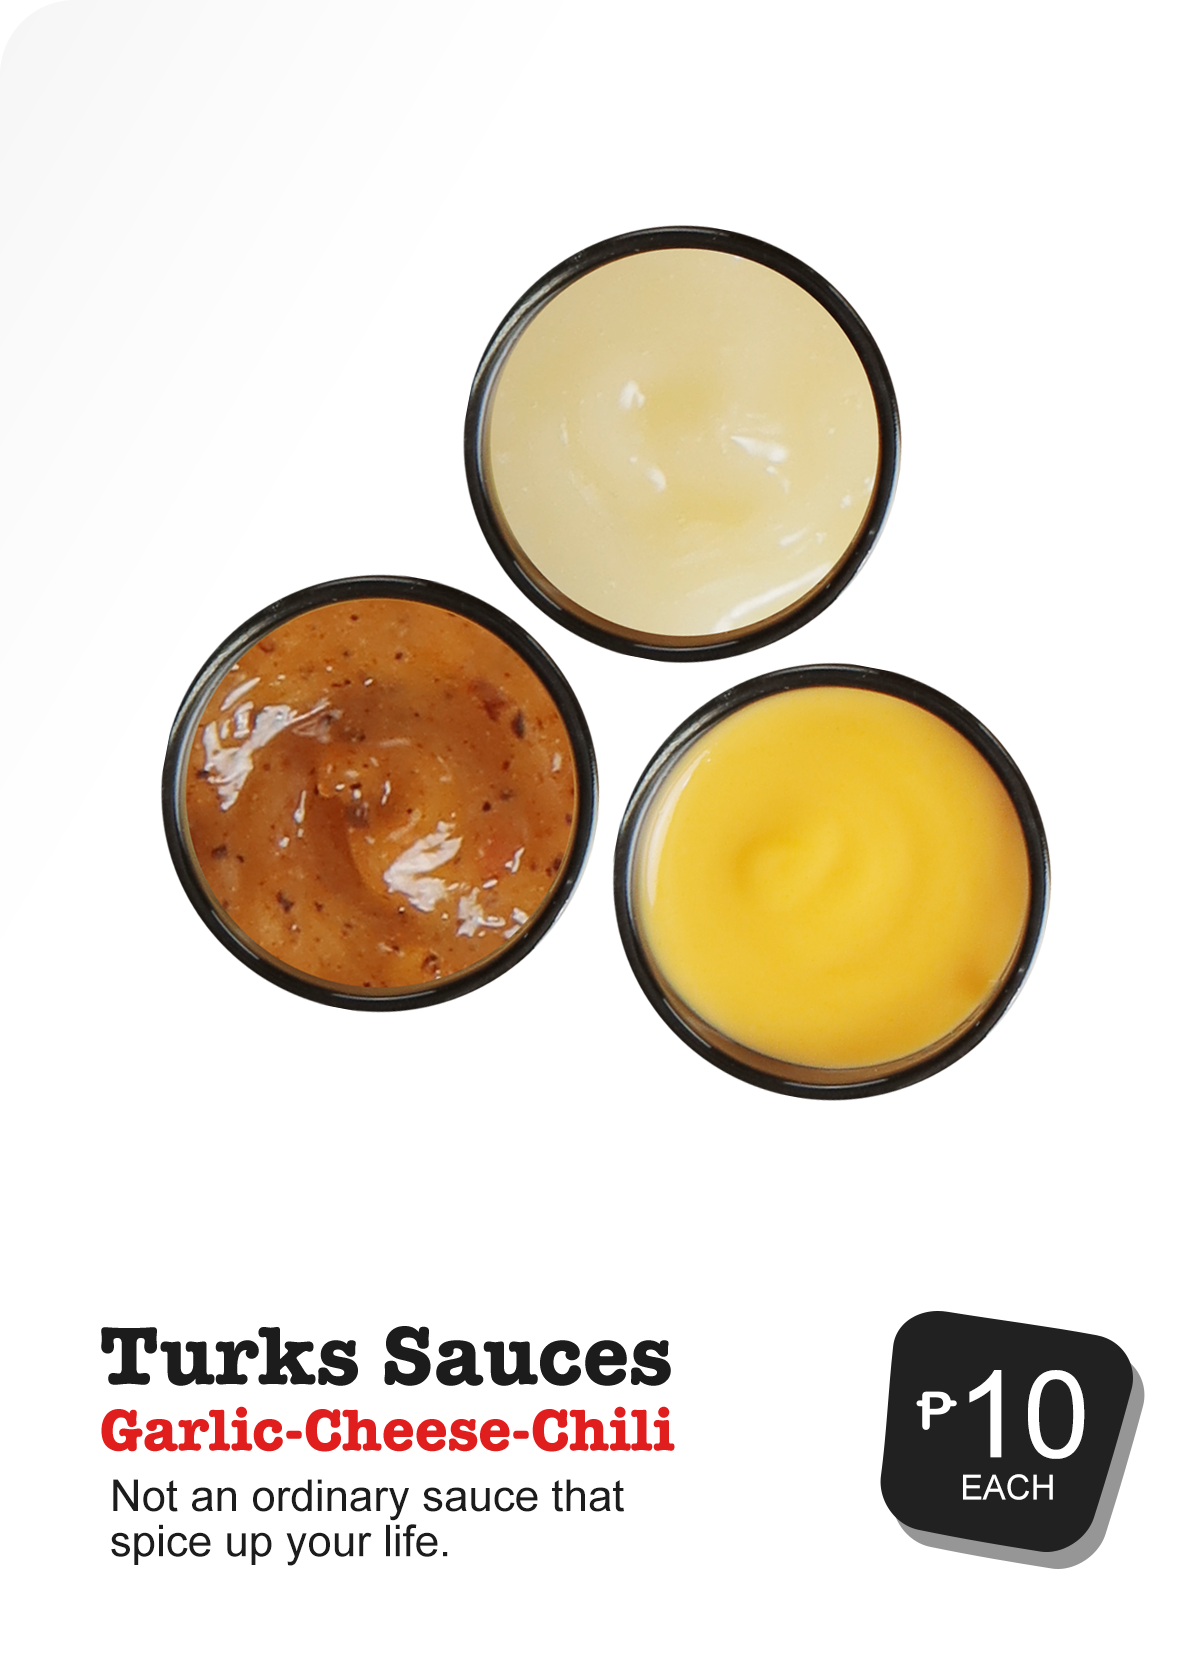 Turks Sauces
Garlic-Cheese-Chili
Not an ordinary sauce that
spice up your life.
₱10
EACH